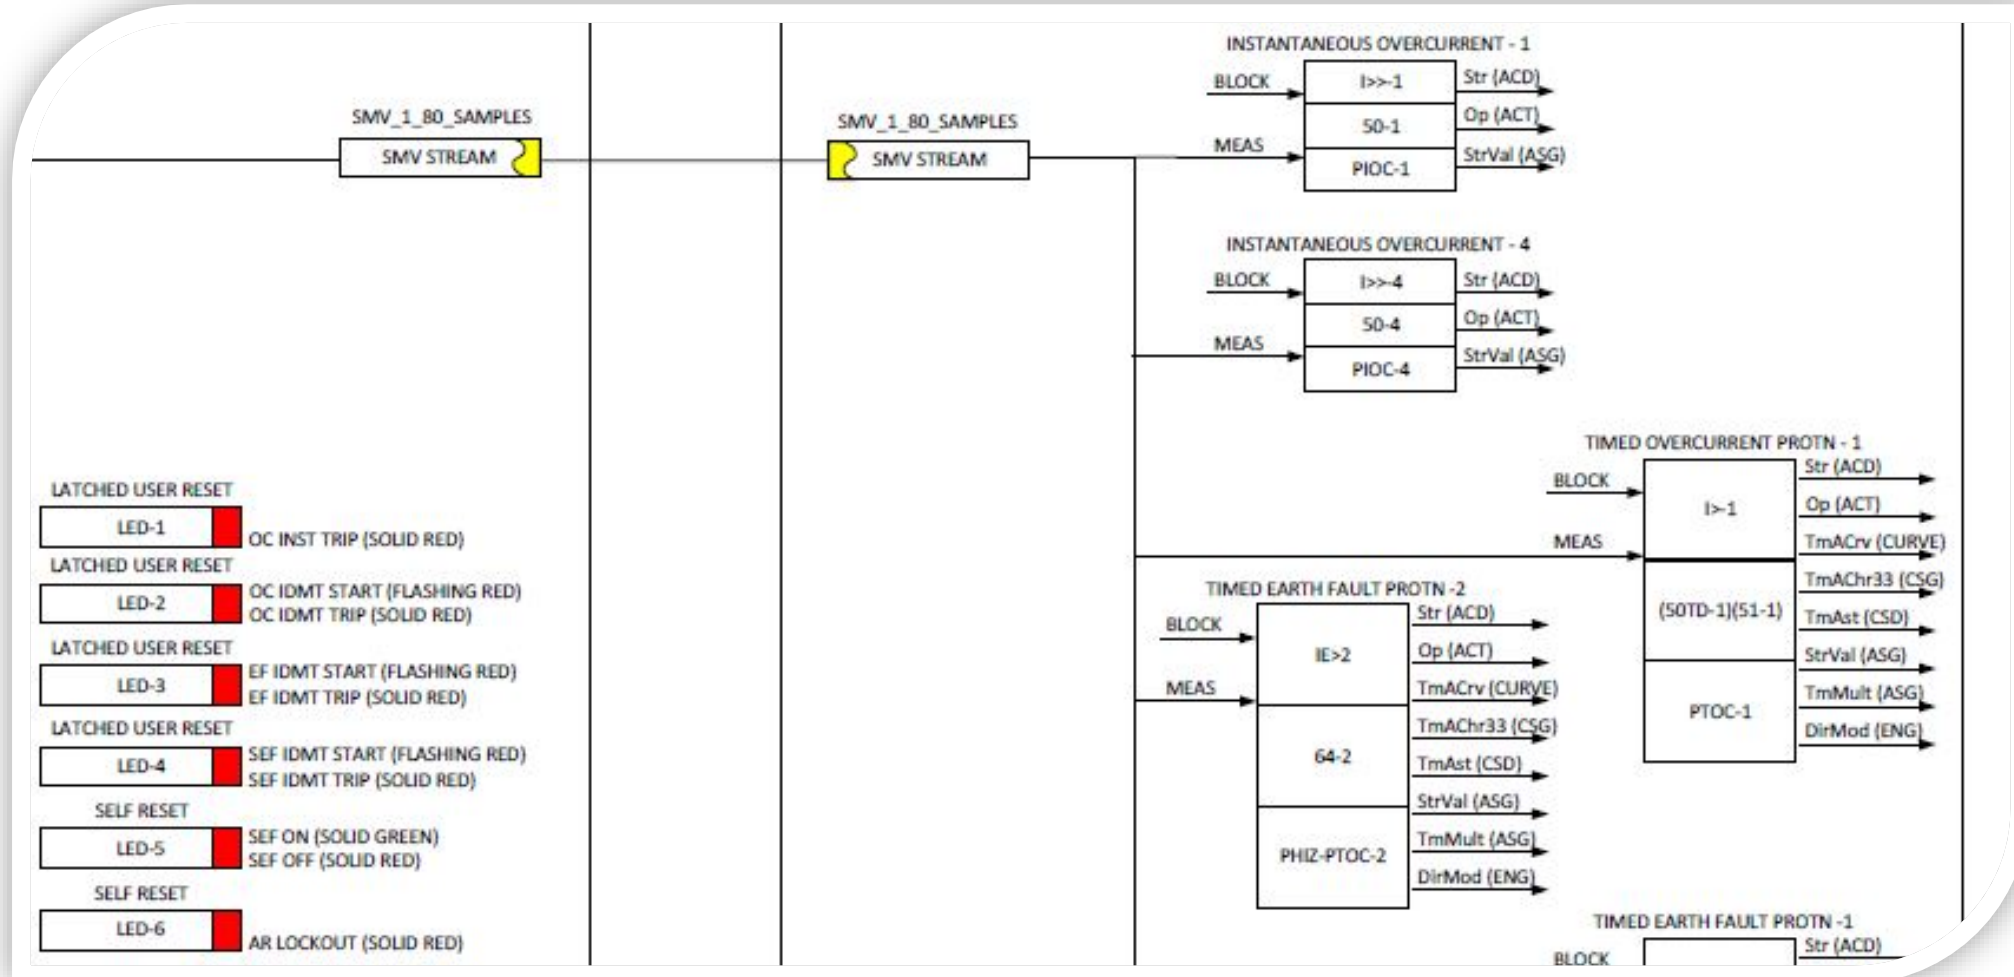 INSTANTANEOUS OVERCURRENT - 1
BLOCK
I>>-1
Str (ACD)
50-1
Op (ACT)
MEAS
PIOC-1
StrVal (ASG)
SMV_1_80_SAMPLES
SMV STREAM
SMV_1_80_SAMPLES
SMV STREAM
INSTANTANEOUS OVERCURRENT - 4
BLOCK
I>>-4
Str (ACD)
50-4
Op (ACT)
MEAS
PIOC-4
StrVal (ASG)
TIMED OVERCURRENT PROTN - 1
BLOCK
MEAS
I>-1
(50TD-1)(51-1)
PTOC-1
Str (ACD)
Op (ACT)
TmACrv (CURVE)
TmAChr33 (CSG)
TmAst (CSD)
StrVal (ASG)
TmMult (ASG)
DirMod (ENG)
LATCHED USER RESET
LED-1
OC INST TRIP (SOLID RED)
LATCHED USER RESET
LED-2
OC IDMT START (FLASHING RED)
OC IDMT TRIP (SOLID RED)
LATCHED USER RESET
LED-3
EF IDMT START (FLASHING RED)
EF IDMT TRIP (SOLID RED)
LATCHED USER RESET
LED-4
SEF IDMT START (FLASHING RED)
SEF IDMT TRIP (SOLID RED)
SELF RESET
LED-5
SEF ON (SOLID GREEN)
SEF OFF (SOLID RED)
SELF RESET
LED-6
AR LOCKOUT (SOLID RED)
TIMED EARTH FAULT PROTN -2
BLOCK
MEAS
IE>2
64-2
PHIZ-PTOC-2
Str (ACD)
Op (ACT)
TmACrv (CURVE)
TmAChr33 (CSG)
TmAst (CSD)
StrVal (ASG)
TmMult (ASG)
DirMod (ENG)
TIMED EARTH FAULT PROTN -1
BLOCK
Str (ACD)